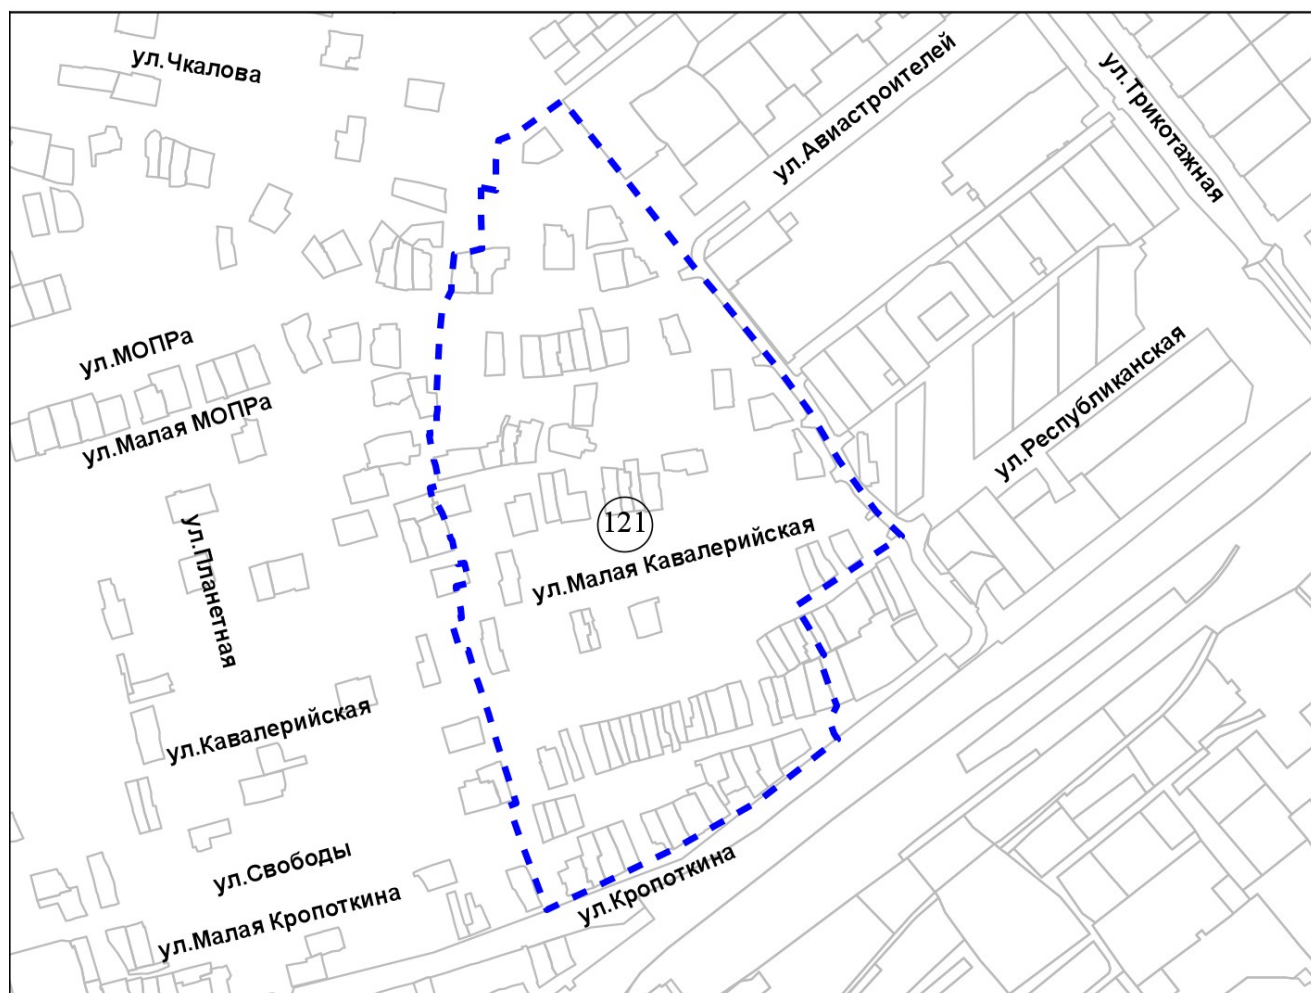 ул.Чкалова
ул.Авиастроителей
ул.Трикотажная
ул.МОПРа
ул.Малая МОПРа
ул.Республиканская
ул.Планетная
121
ул.Малая Кавалерийская
ул.Кавалерийская
ул.Свободы
ул.Кропоткина
ул.Малая Кропоткина